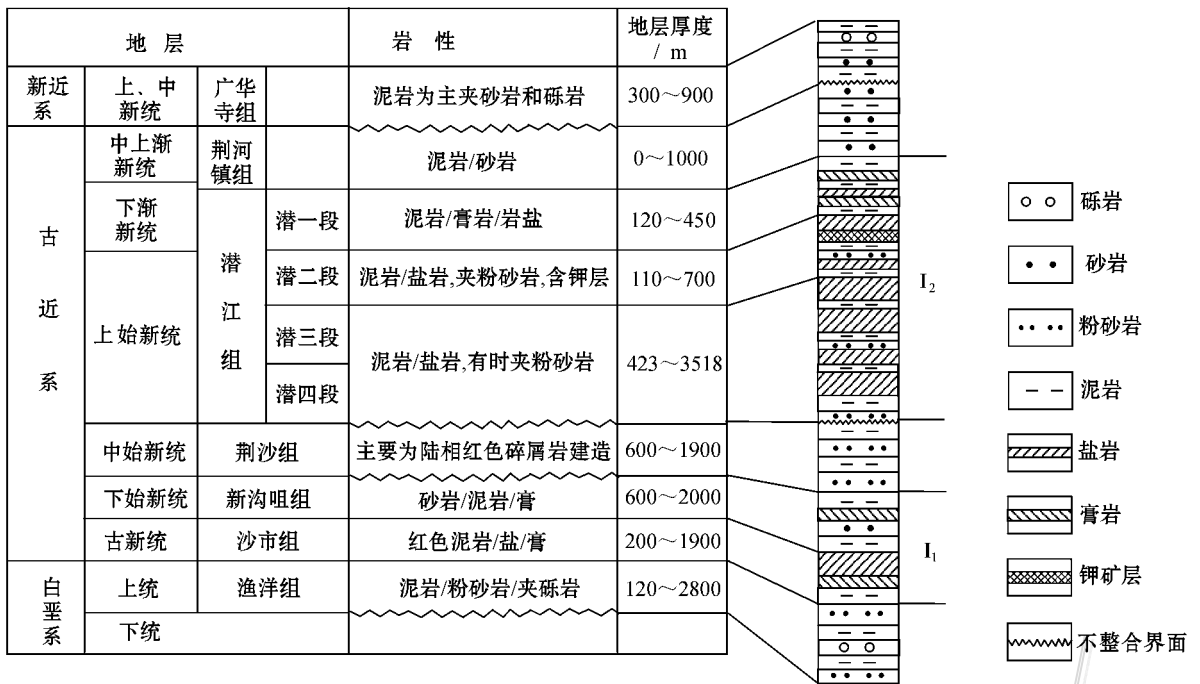 地 层
岩 性
地层厚度
/ m
新近
系
上、中
新统
广华
寺组
泥岩为主夹砂岩和砾岩
300～900
古
近
系
中上渐
新统
荆河
镇组
泥岩/砂岩
0～1000
下渐
新统
潜
江
组
潜一段
泥岩/膏岩/岩盐
120～450
上始新统
潜二段
泥岩/盐岩,夹粉砂岩,含钾层
110～700
潜三段
泥岩/盐岩,有时夹粉砂岩
423～3518
潜四段
中始新统
荆沙组
主要为陆相红色碎屑岩建造
600～1900
下始新统
新沟咀组
砂岩/泥岩/膏
600～2000
古新统
沙市组
红色泥岩/盐/膏
200～1900
白
垩
系
上统
渔洋组
泥岩/粉砂岩/夹砾岩
120～2800
下统
I2
I1
砾岩
砂岩
粉砂岩
泥岩
盐岩
膏岩
钾矿层
不整合界面